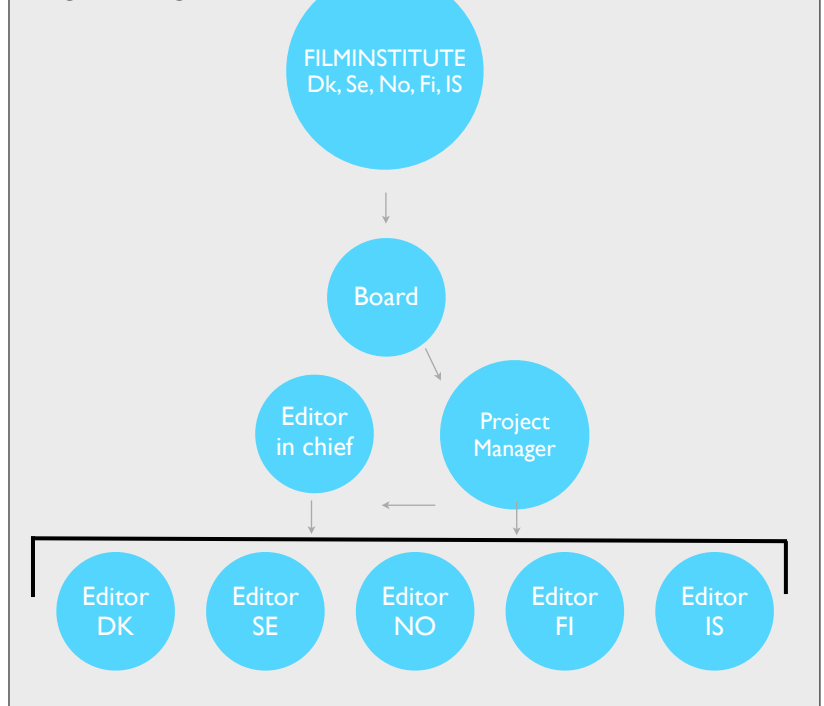 FILMINSTITUTE
Dk, Se, No, Fi, IS
Board
Editor
in chief
Project
Manager
Editor
DK
Editor
SE
Editor
NO
Editor
FI
Editor
IS